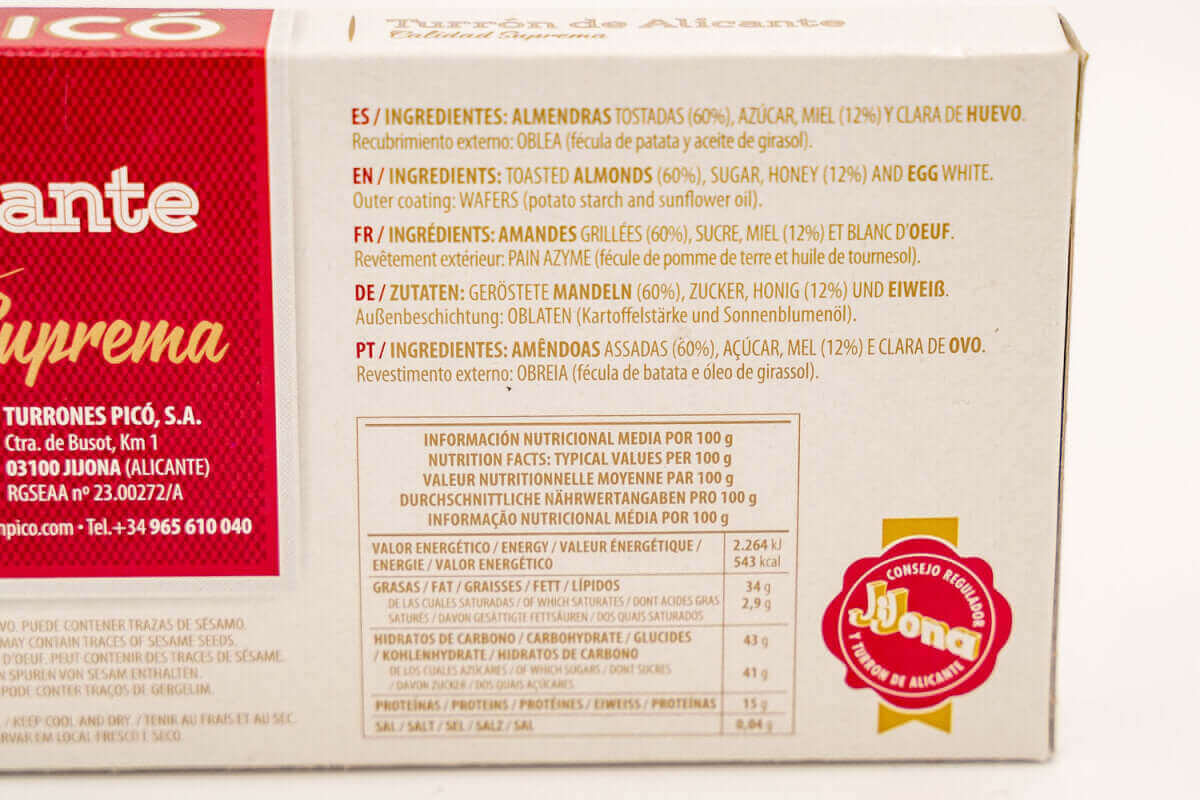 ICÓ
Turrón de Alicante
Calidad Suprema
ante
Suprema
TURRONES PICÓ, S.A.
Ctra. de Busot, Km 1
03100 JIJONA (ALICANTE)
RGSEAA nº 23.00272/A
npico.com · Tel.+34 965 610 040
VO. PUEDE CONTENER TRAZAS DE SÉSAMO.
MAY CONTAIN TRACES OF SESAME SEEDS.
D'OEUF. PEUT CONTENIR DES TRACES DE SÉSAME.
N SPUREN VON SESAM ENTHALTEN.
PODE CONTER TRAÇOS DE GERGELIM.
/ KEEP COOL AND DRY. / TENIR AU FRAIS ET AU SEC.
RVAR EM LOCAL FRESCO E SECO.
ES / INGREDIENTES: ALMENDRAS TOSTADAS (60%), AZÚCAR, MIEL (12%) Y CLARA DE HUEVO.
Recubrimiento externo: OBLEA (fécula de patata y aceite de girasol).
EN / INGREDIENTS: TOASTED ALMONDS (60%), SUGAR, HONEY (12%) AND EGG WHITE.
Outer coating: WAFERS (potato starch and sunflower oil).
FR / INGRÉDIENTS: AMANDES GRILLÉES (60%), SUCRE, MIEL (12%) ET BLANC D'OEUF.
Revêtement extérieur: PAIN AZYME (fécule de pomme de terre et huile de tournesol).
DE / ZUTATEN: GERÖSTETE MANDELN (60%), ZUCKER, HONIG (12%) UND EIWEIß.
Außenbeschichtung: OBLATEN (Kartoffelstärke und Sonnenblumenöl).
PT / INGREDIENTES: AMÊNDOAS ASSADAS (60%), AÇÚCAR, MEL (12%) E CLARA DE OVO.
Revestimento externo: OBREIA (fécula de batata e óleo de girassol).
INFORMACIÓN NUTRICIONAL MEDIA POR 100 g
NUTRITION FACTS: TYPICAL VALUES PER 100 g
VALEUR NUTRITIONNELLE MOYENNE PAR 100 g
DURCHSCHNITTLICHE NÄHRWERTANGABEN PRO 100 g
INFORMAÇÃO NUTRICIONAL MÉDIA POR 100 g
VALOR ENERGÉTICO / ENERGY / VALEUR ÉNERGÉTIQUE / 2.264 kJ
ENERGIE / VALOR ENERGÉTICO 543 kcal
GRASAS / FAT / GRAISSES / FETT / LÍPIDOS 34 g
DE LAS CUALES SATURADAS / OF WHICH SATURATES / DONT ACIDES GRAS 2,9 g
SATURÉS / DAVON GESÄTTIGTE FETTSÄUREN / DOS QUAIS SATURADOS
HIDRATOS DE CARBONO / CARBOHYDRATE / GLUCIDES 43 g
/ KOHLENHYDRATE / HIDRATOS DE CARBONO
DE LOS CUALES AZÚCARES / OF WHICH SUGARS / DONT SUCRES 41 g
/ DAVON ZUCKER / DOS QUAIS AÇÚCARES
PROTEÍNAS / PROTEINS / PROTÉINES / EIWEISS / PROTEÍNAS 15 g
SAL / SALT / SEL / SALZ / SAL 0,04 g
CONSEJO REGULADOR
Jijona
Y TURRÓN DE ALICANTE